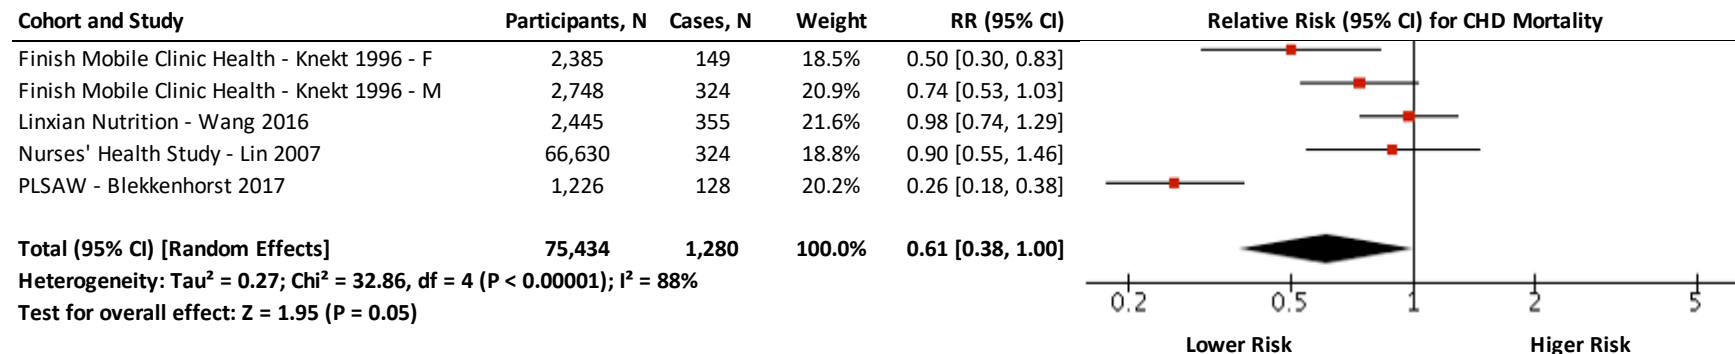 Cohort and Study Participants, N Cases, N Weight RR (95% CI) Relative Risk (95% CI) for CHD Mortality
Finish Mobile Clinic Health - Knekt 1996 - F 2,385 149 18.5% 0.50 [0.30, 0.83]
Finish Mobile Clinic Health - Knekt 1996 - M 2,748 324 20.9% 0.74 [0.53, 1.03]
Linxian Nutrition - Wang 2016 2,445 355 21.6% 0.98 [0.74, 1.29]
Nurses' Health Study - Lin 2007 66,630 324 18.8% 0.90 [0.55, 1.46]
PLSAW - Blekkenhorst 2017 1,226 128 20.2% 0.26 [0.18, 0.38]
Total (95% CI) [Random Effects] 75,434 1,280 100.0% 0.61 [0.38, 1.00]
Heterogeneity: Tau² = 0.27; Chi² = 32.86, df = 4 (P < 0.00001); I² = 88%
Test for overall effect: Z = 1.95 (P = 0.05)
0.2 0.5 1 2 5
Lower Risk Higer Risk